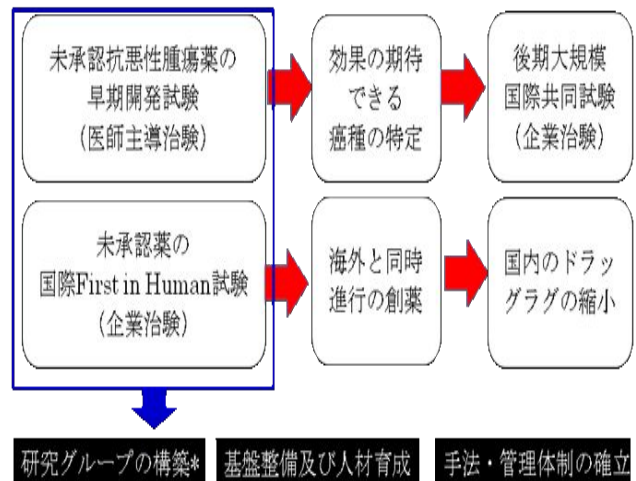 未承認抗悪性腫瘍薬の
早期開発試験
（医師主導治験）
効果の期待
できる
癌種の特定
後期大規模
国際共同試験
（企業治験）
未承認薬の
国際First in Human試験
（企業治験）
海外と同時
進行の創薬
国内のドラッ
グラグの縮小
研究グループの構築*
基盤整備及び人材育成
手法・管理体制の確立